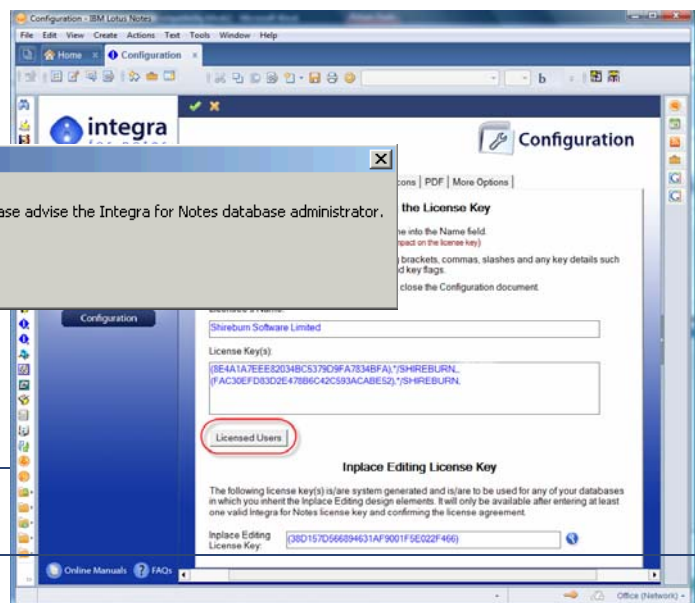 Configuration - IBM Lotus Notes
File Edit View Create Actions Text Tools Window Help
Home Configuration
b
integra
for notes
Configuration
PDF More Options
ase advise the Integra for Notes database administrator.
the License Key
e into the Name field.
pact on the license key)
brackets, commas, slashes and any key details such
d key flags.
close the Configuration document.
Configuration
Shireburn Software Limited
License Key(s):
(8E4A1A7EEE82034BC5379D9FA7834BFA),*/SHIREBURN,,
(FAC30EFD83D2E478B6C42C593ACABE52),*/SHIREBURN,
Licensed Users
Inplace Editing License Key
The following license key(s) is/are system generated and is/are to be used for any of your databases
in which you inherit the Inplace Editing design elements. It will only be available after entering at least
one valid Integra for Notes license key and confirming the license agreement.
Inplace Editing
License Key:
(38D157D566894631AF9001F5E022F466)
Online Manuals FAQs
Office (Network)